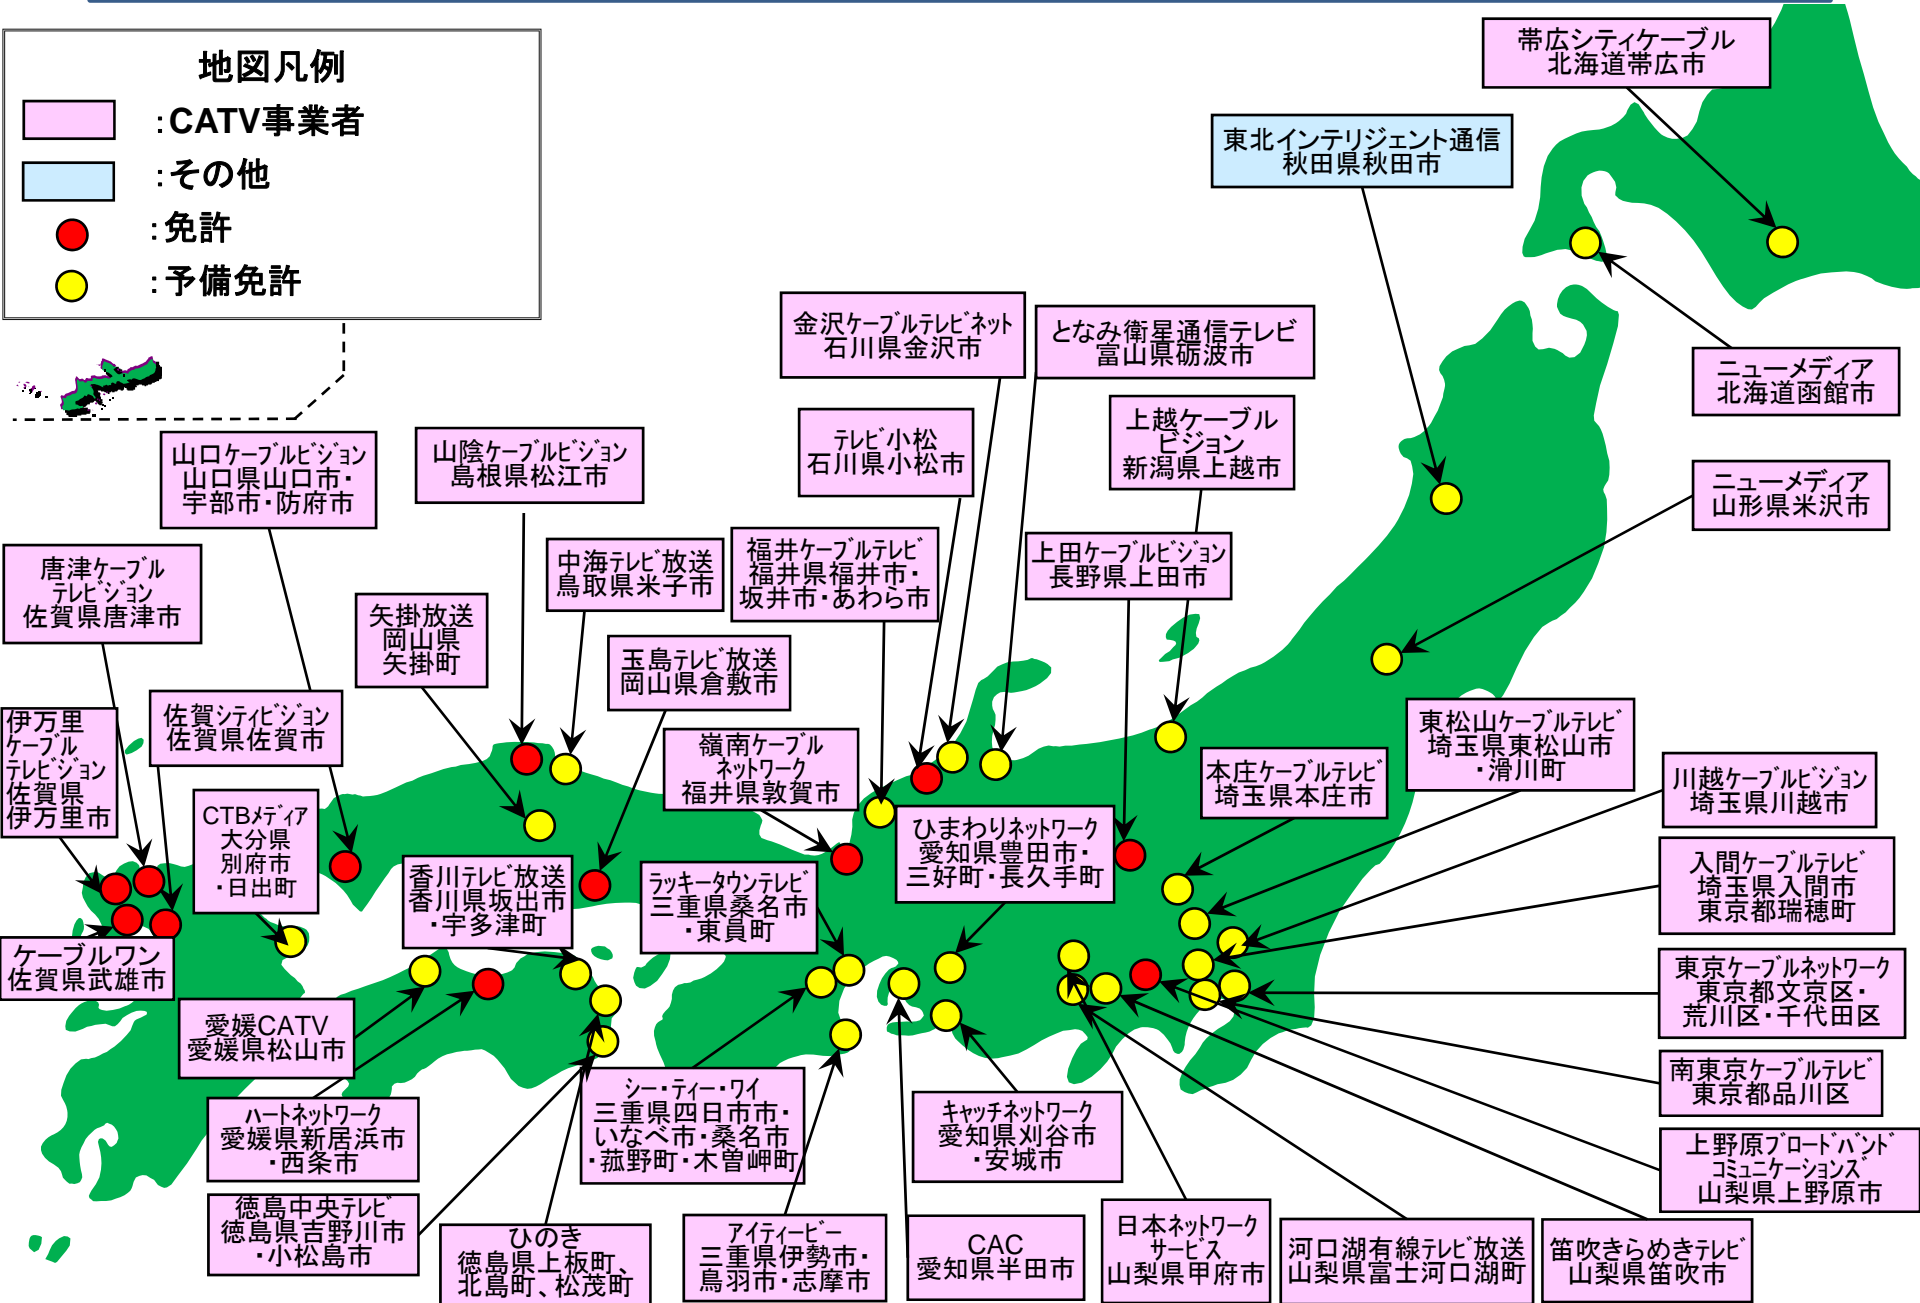 地図凡例
：CATV事業者
：その他
：免許
：予備免許
帯広シティケーブル
北海道帯広市
東北インテリジェント通信
秋田県秋田市
ニューメディア
北海道函館市
金沢ｹｰﾌﾞﾙﾃﾚﾋﾞﾈｯﾄ
石川県金沢市
となみ衛星通信テレビ
富山県砺波市
上越ケーブル
ビジョン
新潟県上越市
テレビ小松
石川県小松市
ニューメディア
山形県米沢市
山口ｹｰﾌﾞﾙﾋﾞｼﾞｮﾝ
山口県山口市・
宇部市・防府市
山陰ｹｰﾌﾞﾙﾋﾞｼﾞｮﾝ
島根県松江市
中海ﾃﾚﾋﾞ放送
鳥取県米子市
福井ｹｰﾌﾞﾙﾃﾚﾋﾞ
福井県福井市・
坂井市・あわら市
上田ｹｰﾌﾞﾙﾋﾞｼﾞｮﾝ
長野県上田市
唐津ｹｰﾌﾞﾙ
ﾃﾚﾋﾞｼﾞｮﾝ
佐賀県唐津市
矢掛放送
岡山県
矢掛町
玉島ﾃﾚﾋﾞ放送
岡山県倉敷市
伊万里
ｹｰﾌﾞﾙ
ﾃﾚﾋﾞｼﾞｮﾝ
佐賀県
伊万里市
佐賀ｼﾃｨﾋﾞｼﾞｮﾝ
佐賀県佐賀市
嶺南ｹｰﾌﾞﾙ
ﾈｯﾄﾜｰｸ
福井県敦賀市
東松山ｹｰﾌﾞﾙﾃﾚﾋﾞ
埼玉県東松山市
・滑川町
本庄ｹｰﾌﾞﾙﾃﾚﾋﾞ
埼玉県本庄市
川越ｹｰﾌﾞﾙﾋﾞｼﾞｮﾝ
埼玉県川越市
CTBﾒﾃﾞｨｱ
大分県
別府市
・日出町
ひまわりﾈｯﾄﾜｰｸ
愛知県豊田市・
三好町・長久手町
入間ｹｰﾌﾞﾙﾃﾚﾋﾞ
埼玉県入間市
東京都瑞穂町
香川ﾃﾚﾋﾞ放送
香川県坂出市
・宇多津町
ﾗｯｷｰﾀｳﾝﾃﾚﾋﾞ
三重県桑名市
・東員町
ケーブルワン
佐賀県武雄市
東京ｹｰﾌﾞﾙﾈｯﾄﾜｰｸ
東京都文京区・
荒川区・千代田区
愛媛CATV
愛媛県松山市
南東京ｹｰﾌﾞﾙﾃﾚﾋﾞ
東京都品川区
ﾊｰﾄﾈｯﾄﾜｰｸ
愛媛県新居浜市
・西条市
シー・ティー・ワイ
三重県四日市市・
いなべ市・桑名市
・菰野町・木曽岬町
ｷｬｯﾁﾈｯﾄﾜｰｸ
愛知県刈谷市
・安城市
上野原ﾌﾞﾛｰﾄﾞﾊﾞﾝﾄﾞ
ｺﾐｭﾆｹｰｼｮﾝｽﾞ
山梨県上野原市
徳島中央テレビ
徳島県吉野川市
・小松島市
ひのき
徳島県上板町、
北島町、松茂町
ｱｲﾃｨｰﾋﾞｰ
三重県伊勢市・
鳥羽市・志摩市
CAC
愛知県半田市
日本ﾈｯﾄﾜｰｸ
ｻｰﾋﾞｽ
山梨県甲府市
河口湖有線ﾃﾚﾋﾞ放送
山梨県富士河口湖町
笛吹きらめきﾃﾚﾋﾞ
山梨県笛吹市